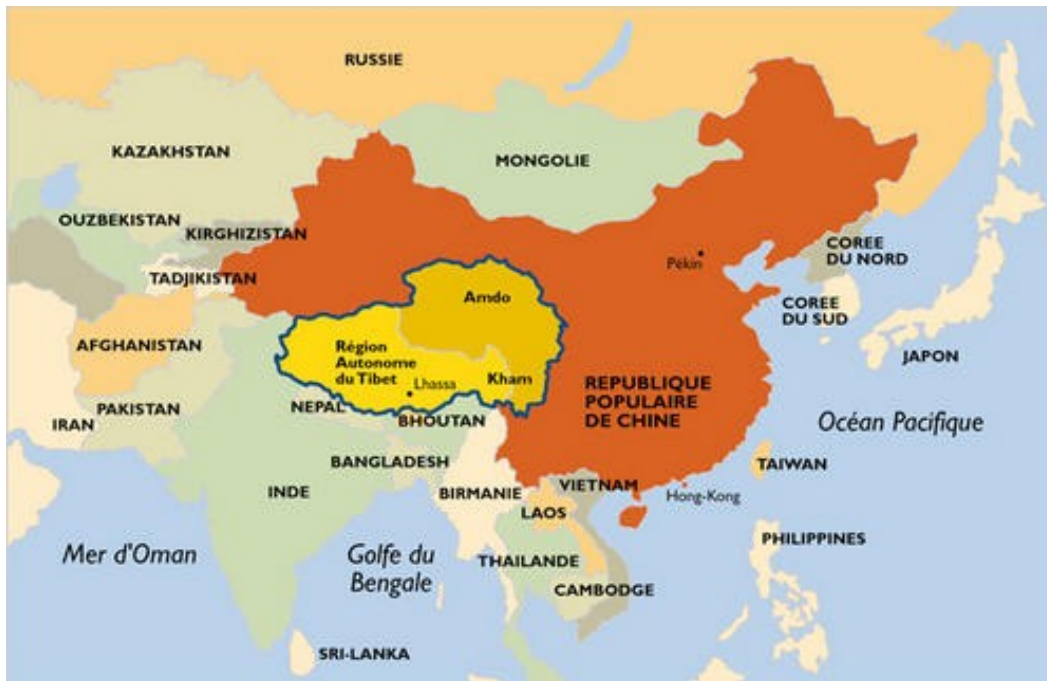 RUSSIE
KAZAKHSTAN
MONGOLIE
OUZBEKISTAN
KIRGHIZISTAN
TADJIKISTAN
Pékin
COREE
DU NORD
Amdo
COREE
DU SUD
AFGHANISTAN
Région
Autonome
du Tibet
Lhassa
Kham
JAPON
REPUBLIQUE
POPULAIRE
DE CHINE
PAKISTAN
NEPAL
IRAN
BHOUTAN
Océan Pacifique
BANGLADESH
TAIWAN
INDE
BIRMANIE
VIETNAM
Hong-Kong
LAOS
PHILIPPINES
Mer d'Oman
Golfe du
Bengale
THAILANDE
CAMBODGE
SRI-LANKA